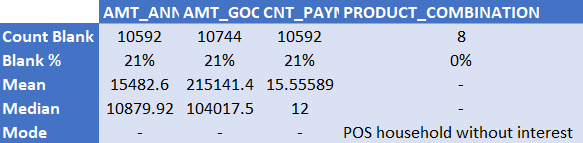 AMT_ANN AMT_GOO CNT_PAYM PRODUCT_COMBINATION
Count Blank 10592 10744 10592 8
Blank % 21% 21% 21% 0%
Mean 15482.6 215141.4 15.55589 -
Median 10879.92 104017.5 12 -
Mode - - - POS household without interest